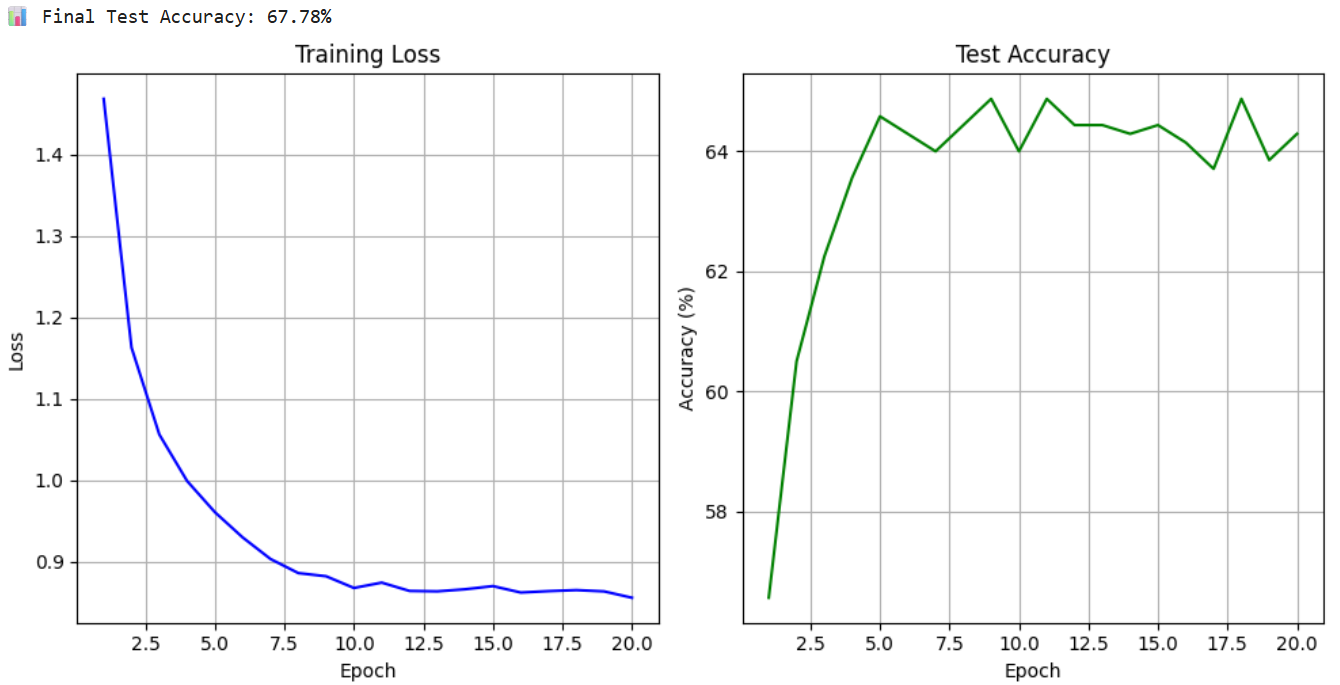 📊 Final Test Accuracy: 67.78%
Training Loss
Loss
1.4
1.3
1.2
1.1
1.0
0.9
2.5 5.0 7.5 10.0 12.5 15.0 17.5 20.0
Epoch
Test Accuracy
Accuracy (%)
64
62
60
58
2.5 5.0 7.5 10.0 12.5 15.0 17.5 20.0
Epoch